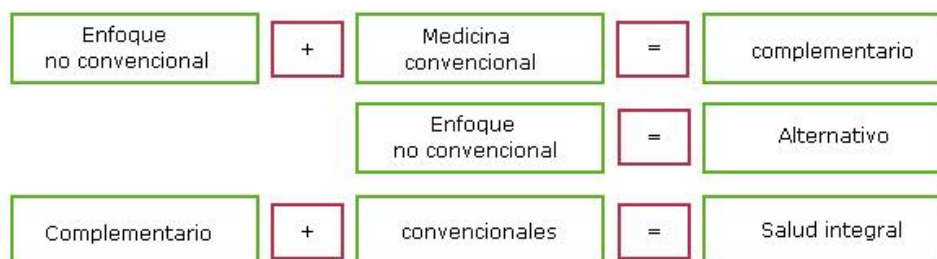 Enfoque
no convencional
+
Medicina
convencional
=
complementario
Enfoque
no convencional
=
Alternativo
Complementario
+
convencionales
=
Salud integral